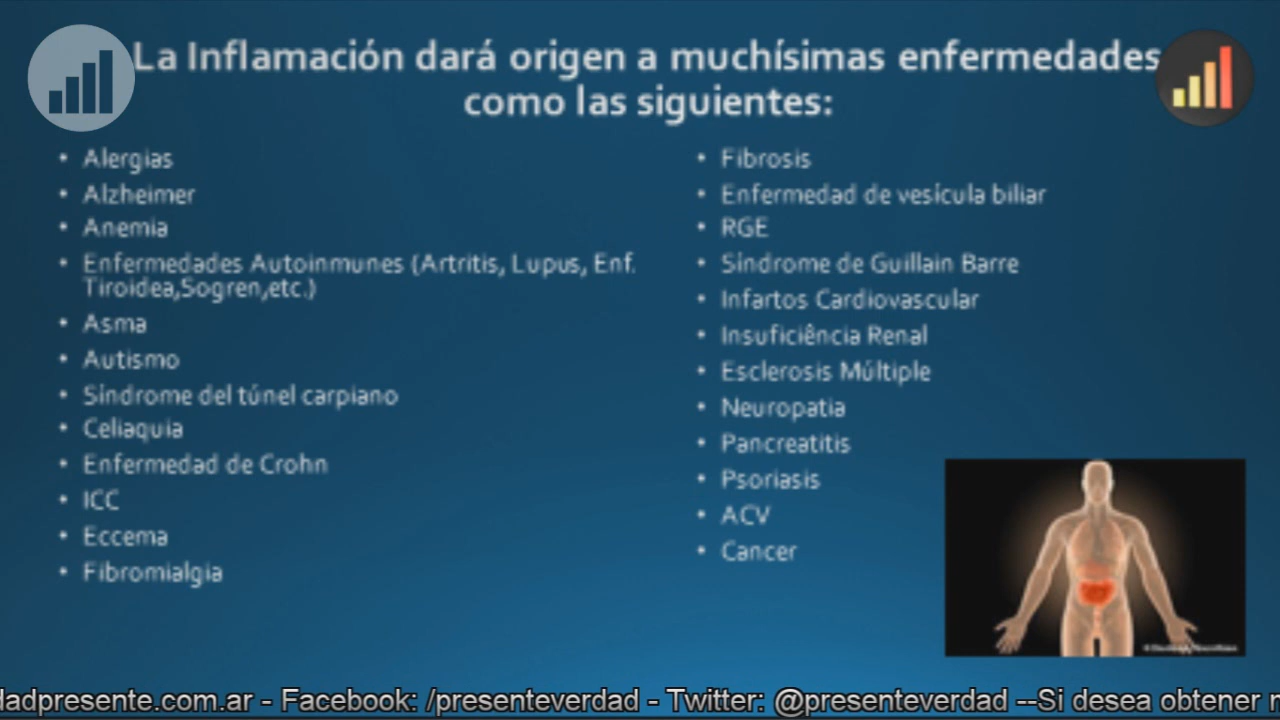 La Inflamación dará origen a muchísimas enfermedades
como las siguientes:
• Alergias
• Alzheimer
• Anemia
• Enfermedades Autoinmunes (Artritis, Lupus, Enf.
Tiroidea,Sogren,etc.)
• Asma
• Autismo
• Síndrome del túnel carpiano
• Celiaquia
• Enfermedad de Crohn
• ICC
• Eccema
• Fibromialgia
• Fibrosis
• Enfermedad de vesícula biliar
• RGE
• Síndrome de Guillain Barre
• Infartos Cardiovascular
• Insuficiência Renal
• Esclerosis Múltiple
• Neuropatia
• Pancreatitis
• Psoriasis
• ACV
• Cancer
dadpresente.com.ar - Facebook: /presenteverdad - Twitter: @presenteverdad --Si desea obtener